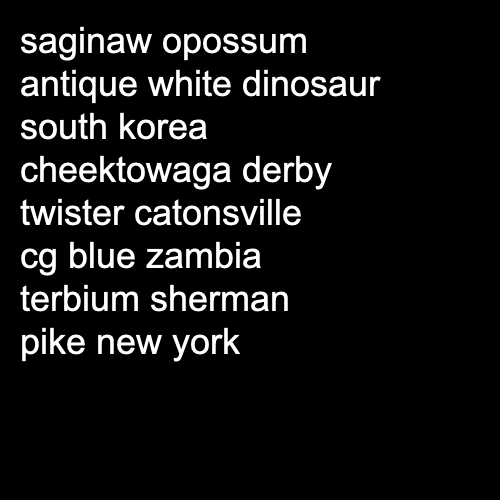 saginaw opossum
antique white dinosaur
south korea
cheektowaga derby
twister catonsville
cg blue zambia
terbium sherman
pike new york